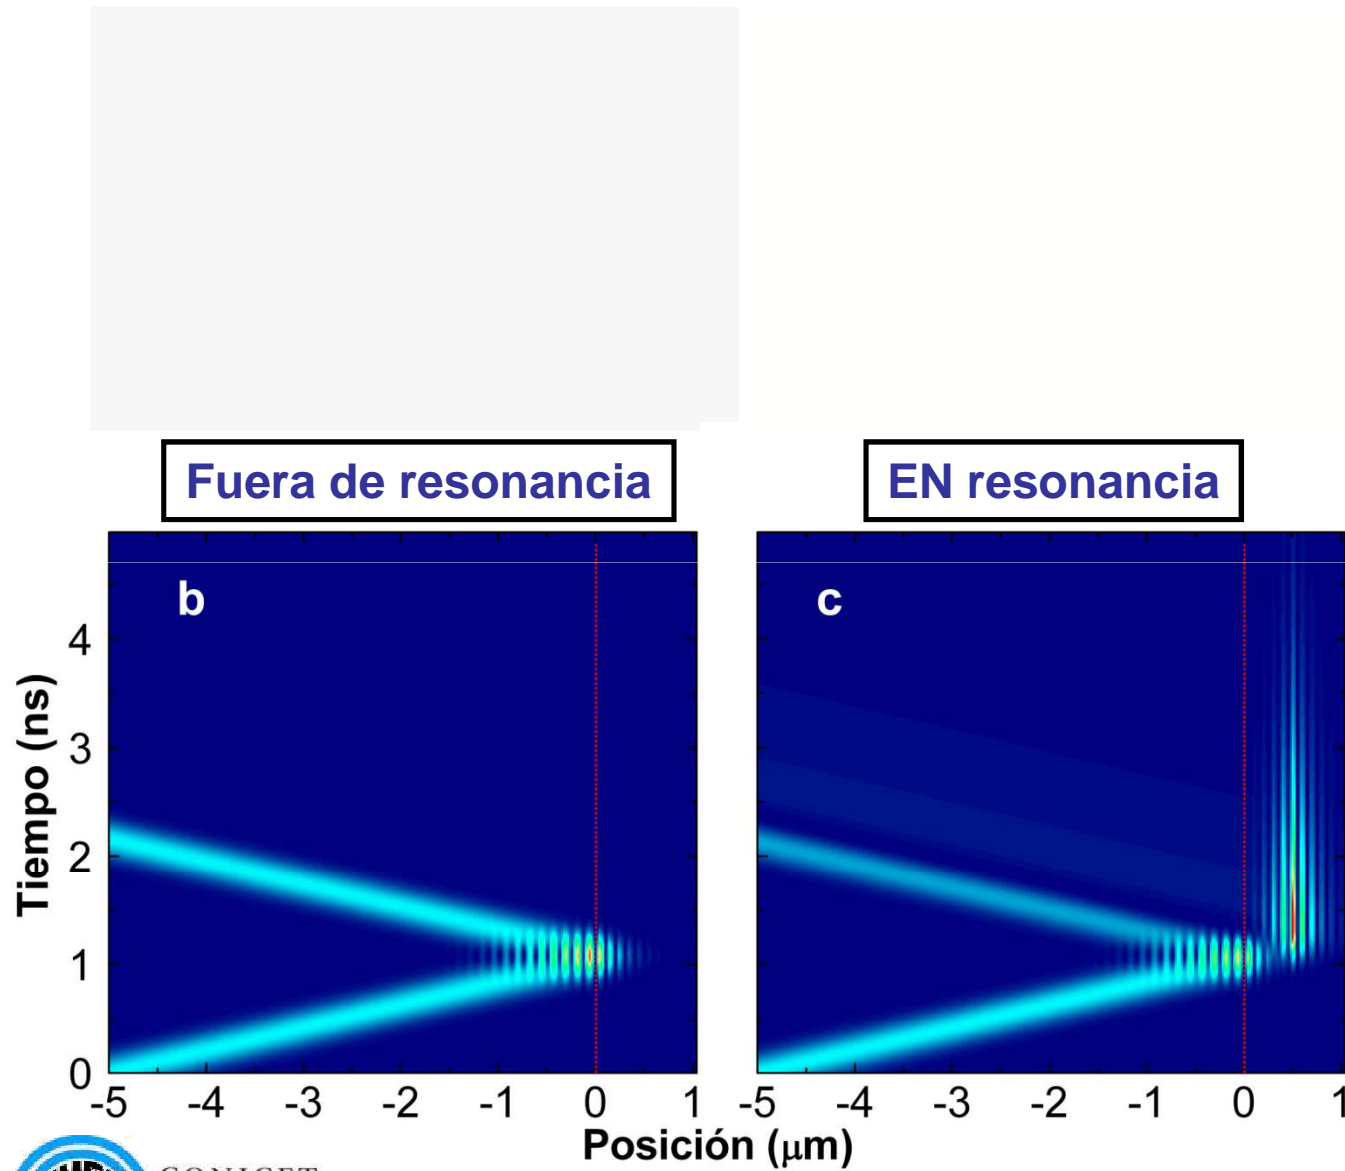 Fuera de resonancia
EN resonancia
b
c
Tiempo (ns)
4
3
2
1
0
-5 -4 -3 -2 -1 0 1
-5 -4 -3 -2 -1 0 1
Posición (μm)